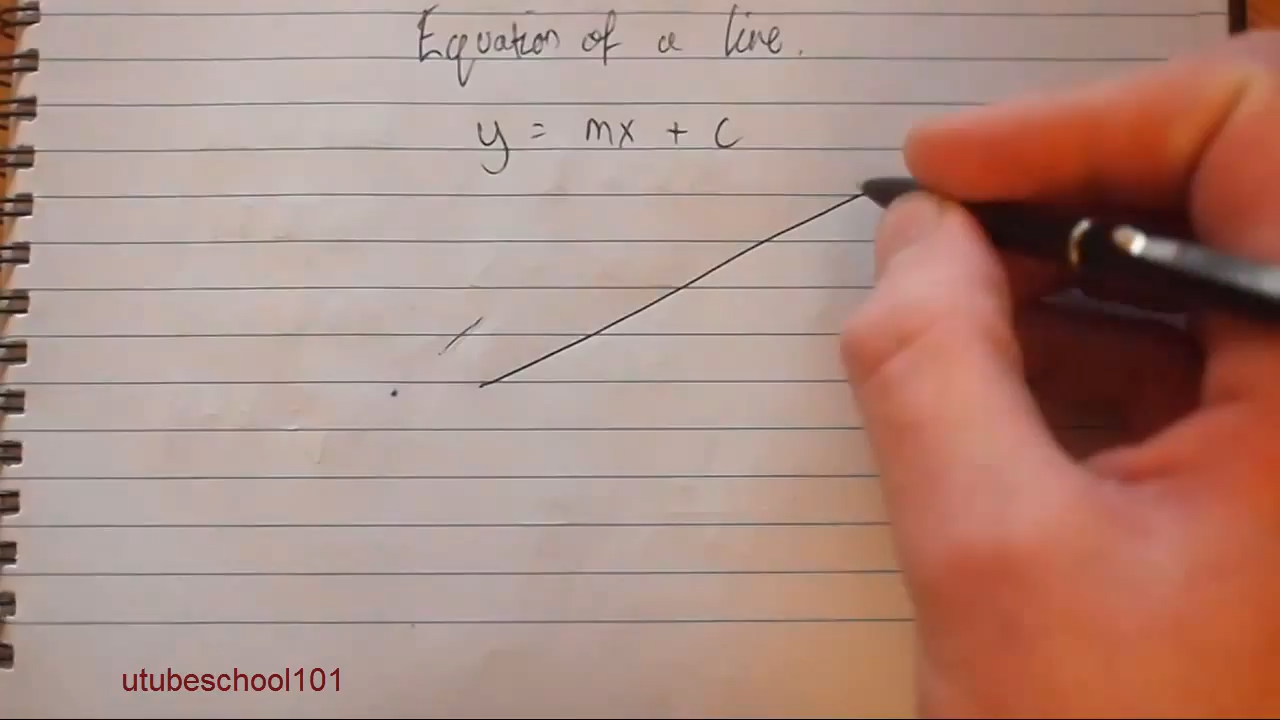 Equation of a line.
y = mx + c
utubeschool101